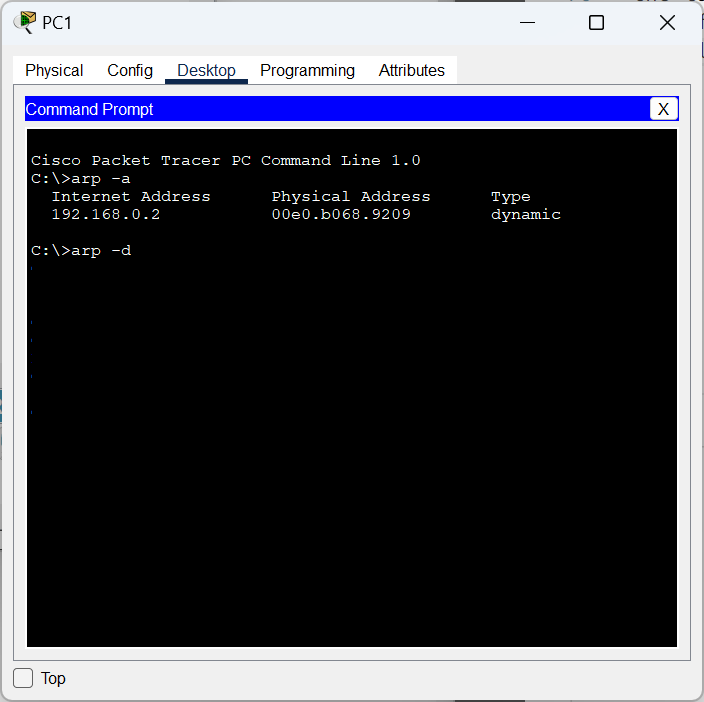 PC1
Physical Config Desktop Programming Attributes
Command Prompt X
Cisco Packet Tracer PC Command Line 1.0
C:\>arp -a
Internet Address Physical Address Type
192.168.0.2 00e0.b068.9209 dynamic
C:\>arp -d
Top